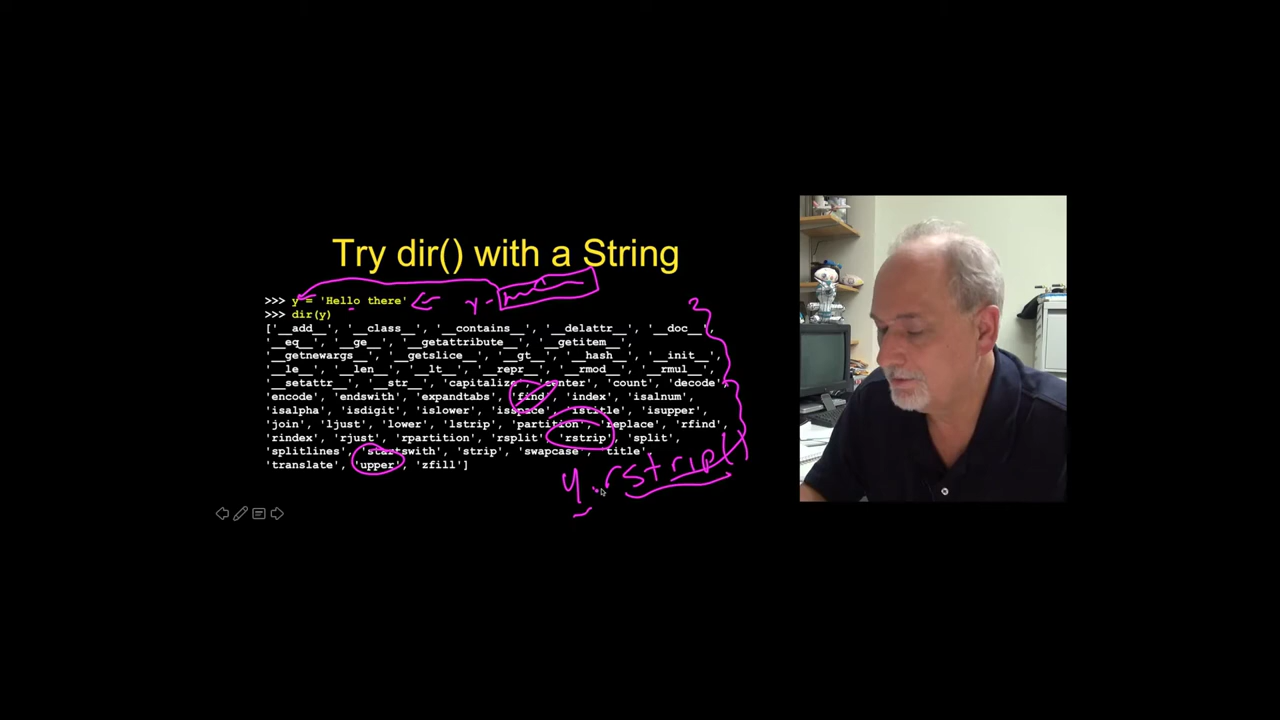 Try dir() with a String
>>> y = 'Hello there'
y
>>> dir(y)
['__add__', '__class__', '__contains__', '__delattr__', '__doc__',
'__eq__', '__ge__', '__getattribute__', '__getitem__',
'__getnewargs__', '__getslice__', '__gt__', '__hash__', '__init__',
'__le__', '__len__', '__lt__', '__repr__', '__rmod__', '__rmul__',
'__setattr__', '__str__', 'capitalize', 'center', 'count', 'decode',
'encode', 'endswith', 'expandtabs', 'find', 'index', 'isalnum',
'isalpha', 'isdigit', 'islower', 'isspace', 'istitle', 'isupper',
'join', 'ljust', 'lower', 'lstrip', 'partition', 'replace', 'rfind',
'rindex', 'rjust', 'rpartition', 'rsplit', 'rstrip', 'split',
'splitlines', 'startswith', 'strip', 'swapcase', 'title',
'translate', 'upper', 'zfill']
y.rstrip()